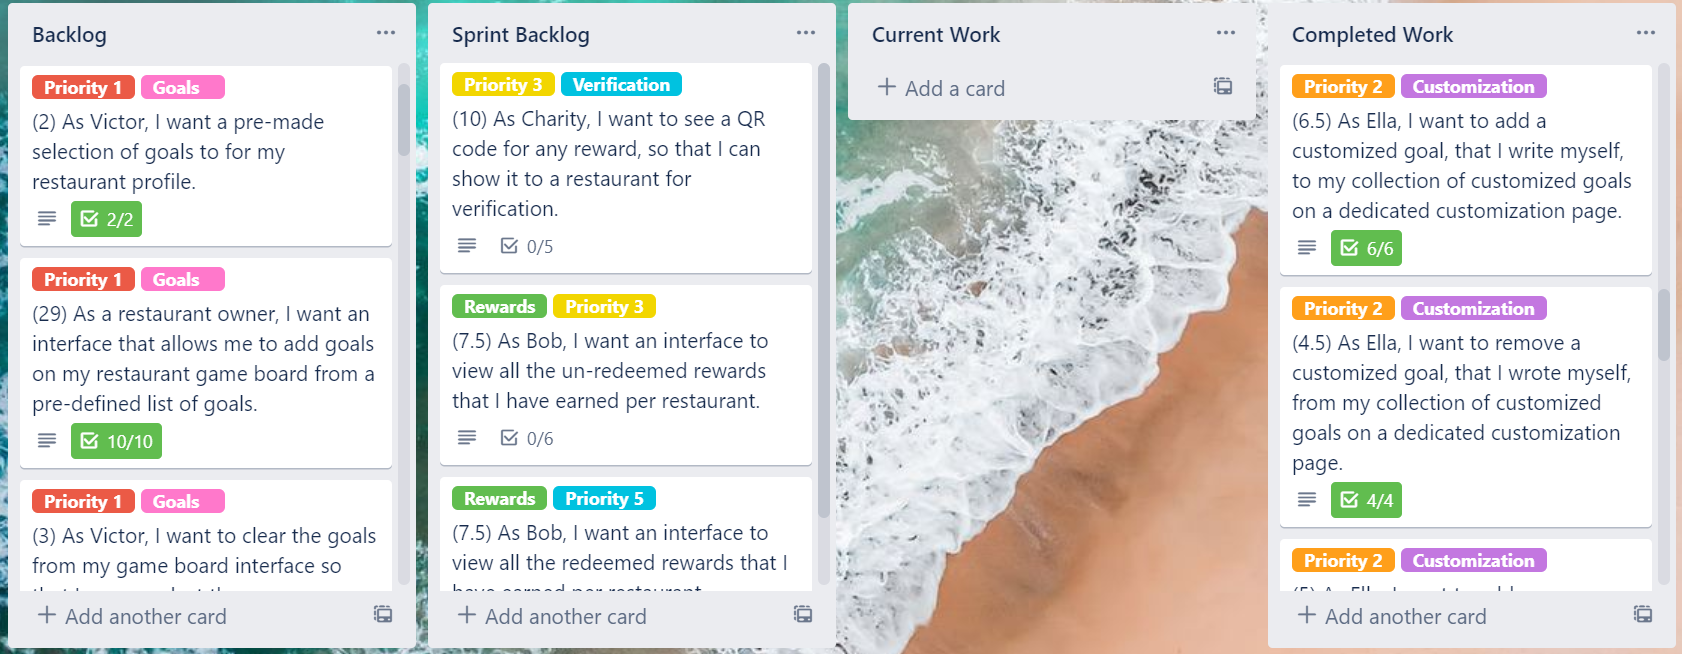 Backlog
Priority 1 Goals
(2) As Victor, I want a pre-made
selection of goals to for my
restaurant profile.
2/2
Priority 1 Goals
(29) As a restaurant owner, I want an
interface that allows me to add goals
on my restaurant game board from a
pre-defined list of goals.
10/10
Priority 1 Goals
(3) As Victor, I want to clear the goals
from my game board interface so
+ Add another card
Sprint Backlog
Priority 3 Verification
(10) As Charity, I want to see a QR
code for any reward, so that I can
show it to a restaurant for
verification.
0/5
Rewards Priority 3
(7.5) As Bob, I want an interface to
view all the un-redeemed rewards
that I have earned per restaurant.
0/6
Rewards Priority 5
(7.5) As Bob, I want an interface to
view all the redeemed rewards that I
have earned per restaurant
+ Add another card
Current Work
+ Add a card
Completed Work
Priority 2 Customization
(6.5) As Ella, I want to add a
customized goal, that I write myself,
to my collection of customized goals
on a dedicated customization page.
6/6
Priority 2 Customization
(4.5) As Ella, I want to remove a
customized goal, that I wrote myself,
from my collection of customized
goals on a dedicated customization
page.
4/4
Priority 2 Customization
+ Add another card